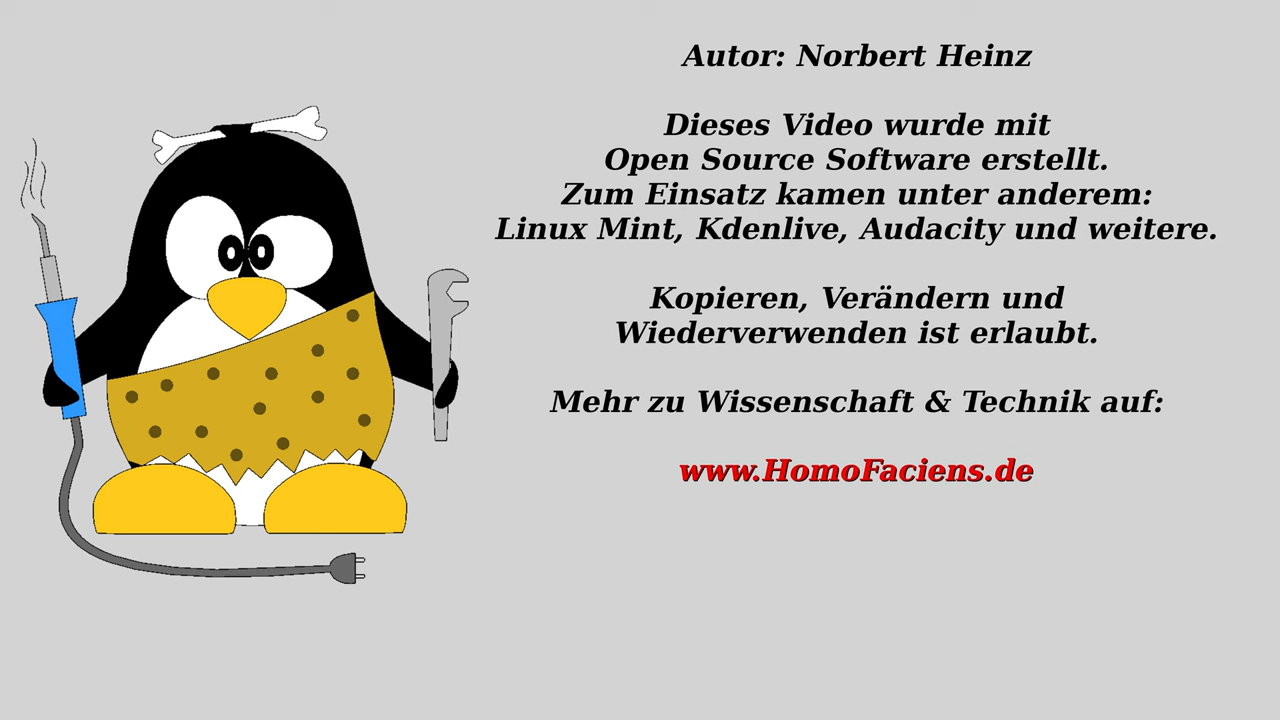 Autor: Norbert Heinz
Dieses Video wurde mit
Open Source Software erstellt.
Zum Einsatz kamen unter anderem:
Linux Mint, Kdenlive, Audacity und weitere.
Kopieren, Verändern und
Wiederverwenden ist erlaubt.
Mehr zu Wissenschaft & Technik auf:
www.HomoFaciens.de